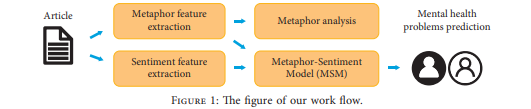 Article
Metaphor feature
extraction
Metaphor analysis
Mental health
problems prediction
Sentiment feature
extraction
Metaphor-Sentiment
Model (MSM)
FIGURE 1: The figure of our work flow.